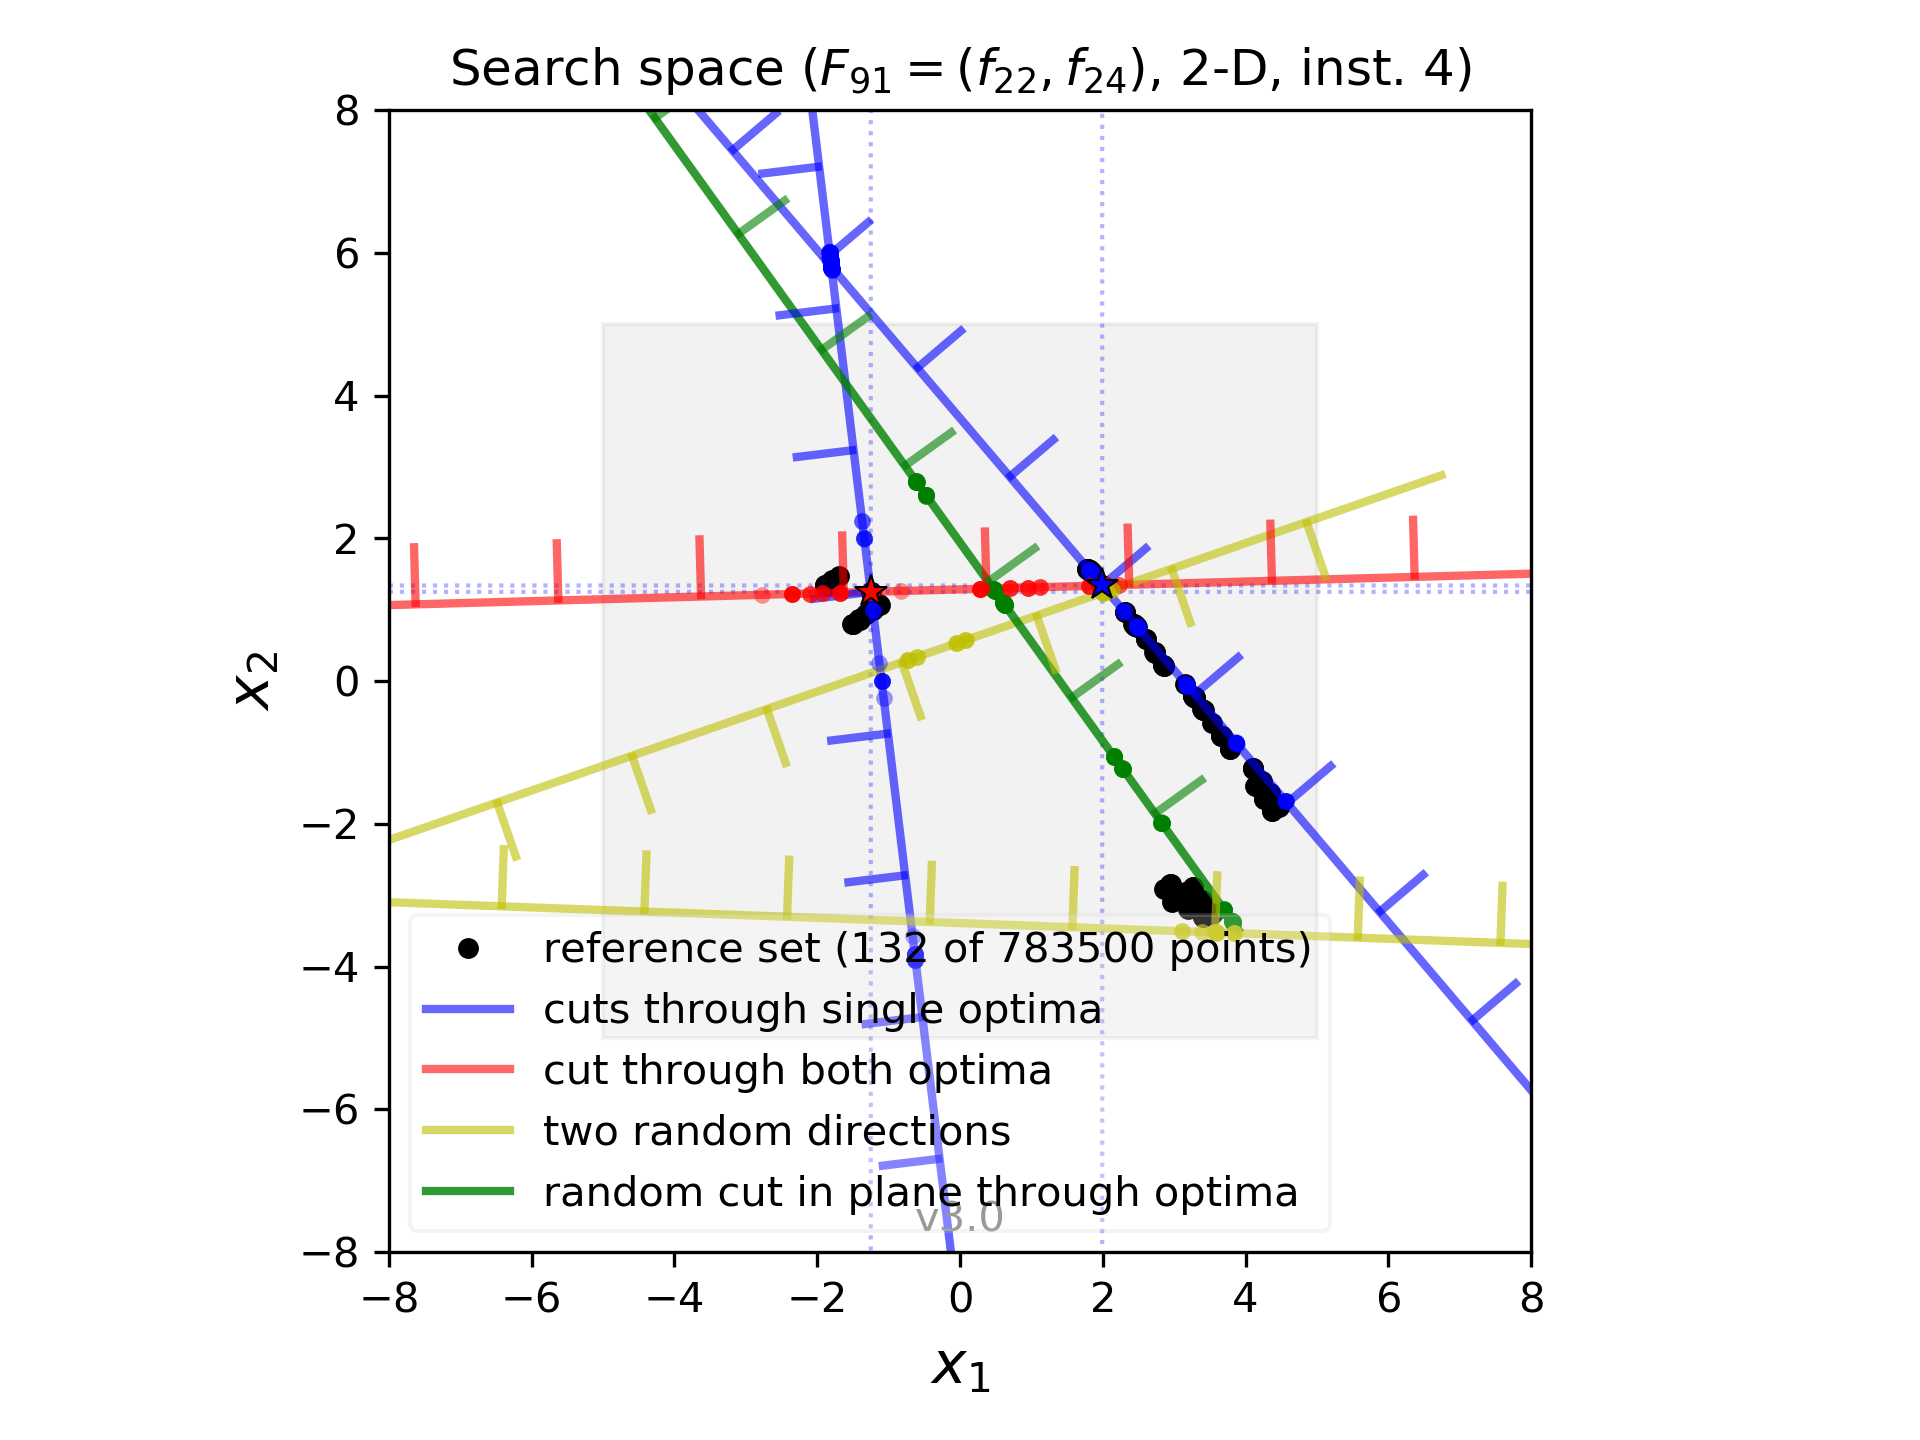 Search space (F91 = (f22, f24), 2-D, inst. 4)
8
6
4
2
0
−2
−4
−6
−8
x2
reference set (132 of 783500 points)
cuts through single optima
cut through both optima
two random directions
random cut in plane through optima
v3.0
−8 −6 −4 −2 0 2 4 6 8
x1